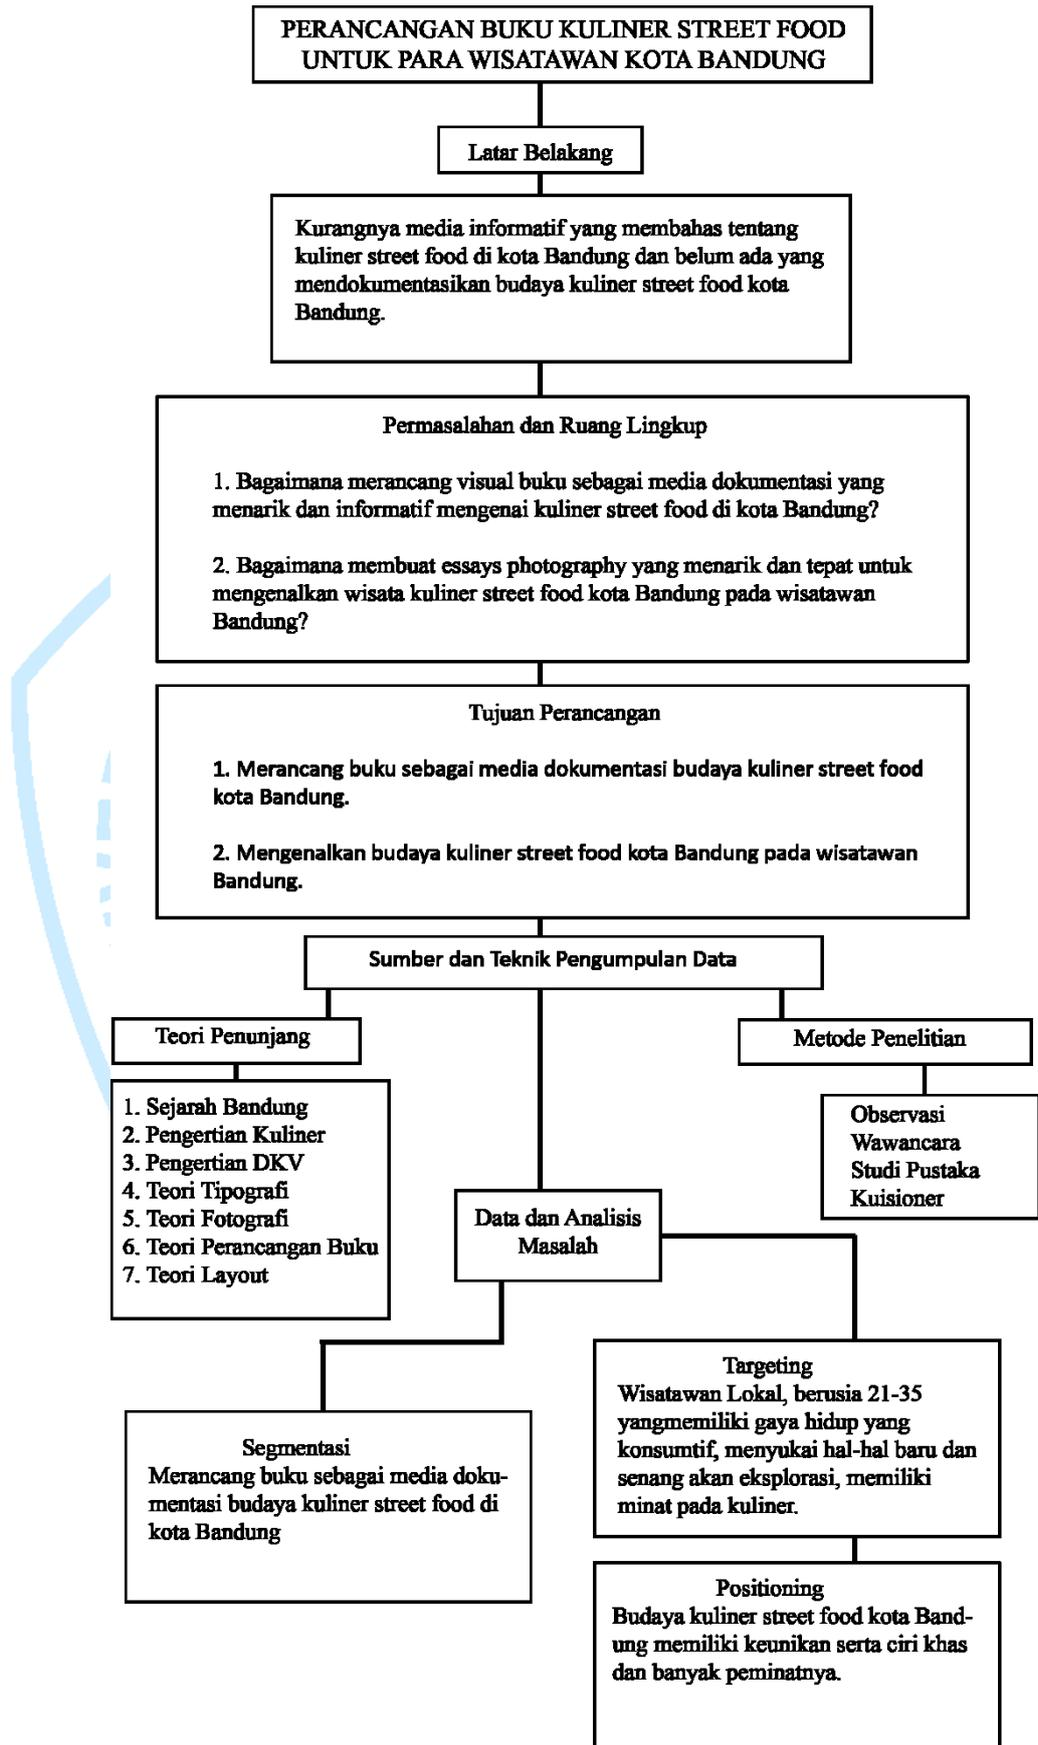 PERANCANGAN BUKU KULINER STREET FOOD
UNTUK PARA WISATAWAN KOTA BANDUNG
Latar Belakang
Kurangnya media informatif yang membahas tentang
kuliner street food di kota Bandung dan belum ada yang
mendokumentasikan budaya kuliner street food kota
Bandung.
Permasalahan dan Ruang Lingkup
1. Bagaimana merancang visual buku sebagai media dokumentasi yang
menarik dan informatif mengenai kuliner street food di kota Bandung?
2. Bagaimana membuat essays photography yang menarik dan tepat untuk
mengenalkan wisata kuliner street food kota Bandung pada wisatawan
Bandung?
Tujuan Perancangan
1. Merancang buku sebagai media dokumentasi budaya kuliner street food
kota Bandung.
2. Mengenalkan budaya kuliner street food kota Bandung pada wisatawan
Bandung.
Sumber dan Teknik Pengumpulan Data
Teori Penunjang
1. Sejarah Bandung
2. Pengertian Kuliner
3. Pengertian DKV
4. Teori Tipografi
5. Teori Fotografi
6. Teori Perancangan Buku
7. Teori Layout
Metode Penelitian
Observasi
Wawancara
Studi Pustaka
Kuisioner
Data dan Analisis
Masalah
Segmentasi
Merancang buku sebagai media doku-
mentasi budaya kuliner street food di
kota Bandung
Targeting
Wisatawan Lokal, berusia 21-35
yangmemiliki gaya hidup yang
konsumtif, menyukai hal-hal baru dan
senang akan eksplorasi, memiliki
minat pada kuliner.
Positioning
Budaya kuliner street food kota Band-
ung memiliki keunikan serta ciri khas
dan banyak peminatnya.